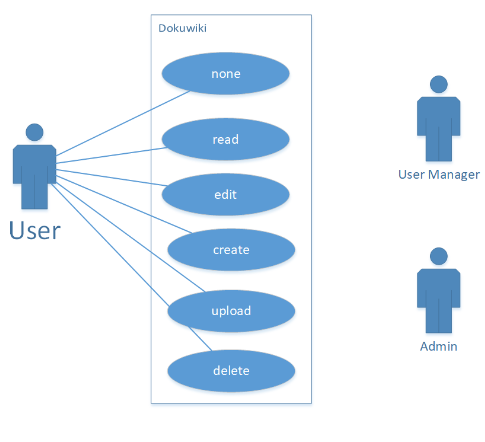 Dokuwiki
none
read
edit
create
upload
delete
User
User Manager
Admin